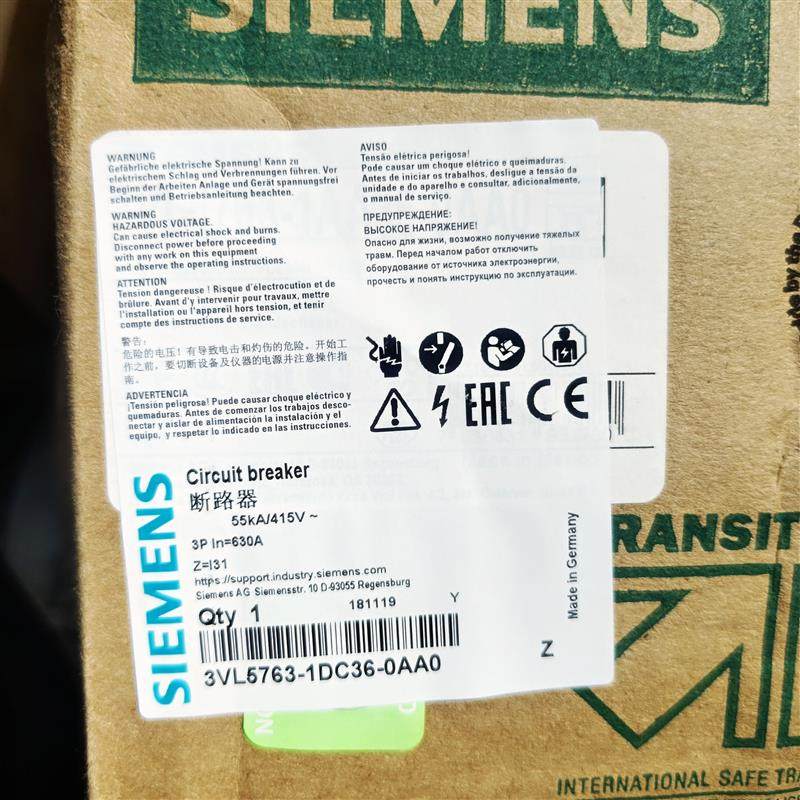 SIEMENS
WARNUNG
Gefährliche elektrische Spannung! Kann zu
elektrischem Schlag und Verbrennungen führen. Vor
Beginn der Arbeiten Anlage und Gerät spannungsfrei
schalten und Betriebsanleitung beachten.
WARNING
HAZARDOUS VOLTAGE.
Can cause electrical shock and burns.
Disconnect power before proceeding
with any work on this equipment
and observe the operating instructions.
ATTENTION
Tension dangereuse ! Risque d'électrocution et de
brûlure. Avant d'y intervenir pour travaux, mettre
l'installation ou l'appareil hors tension, et tenir
compte des instructions de service.
警告:
危险的电压! 有导致电击和灼伤的危险。开始工
作之前, 要切断设备及仪器的电源并注意操作指
南。
ADVERTENCIA
¡Tensión peligrosa! Puede causar choque eléctrico y
quemaduras. Antes de comenzar los trabajos desco-
nectar y aislar de alimentación la instalación y el
equipo, y respetar lo indicado en las instrucciones.
AVISO
Tensão elétrica perigosa!
Pode causar um choque elétrico e queimaduras.
Antes de iniciar os trabalhos, desligue a tensão da
unidade e do aparelho e consultar, adicionalmente,
o manual de serviço.
ПРЕДУПРЕЖДЕНИЕ:
ВЫСОКОЕ НАПРЯЖЕНИЕ!
Опасно для жизни, возможно получение тяжелых
травм. Перед началом работ отключить
оборудование от источника электроэнергии,
прочесть и понять инструкцию по эксплуатации.
EAC CE
SIEMENS
Circuit breaker
断路器
55kA/415V ~
3P In=630A
Z=I31
https://support.industry.siemens.com
Siemens AG Siemensstr. 10 D-93055 Regensburg
Qty 1
181119
Y
3VL5763-1DC36-0AA0
Z
Made in Germany
RANSIT
INTERNATIONAL SAFE TRA